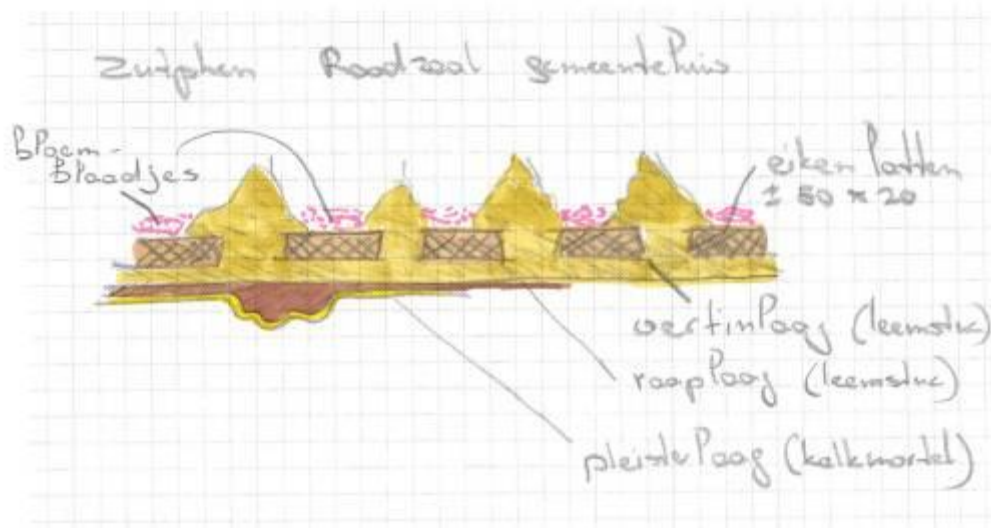 Zutphen Raadzaal gemeentehuis
bloem-
blaadjes
eiken latten
± 50 x 20
vertinlaag (leemstuc)
raaplaag (leemstuc)
pleisterlaag (kalkmortel)